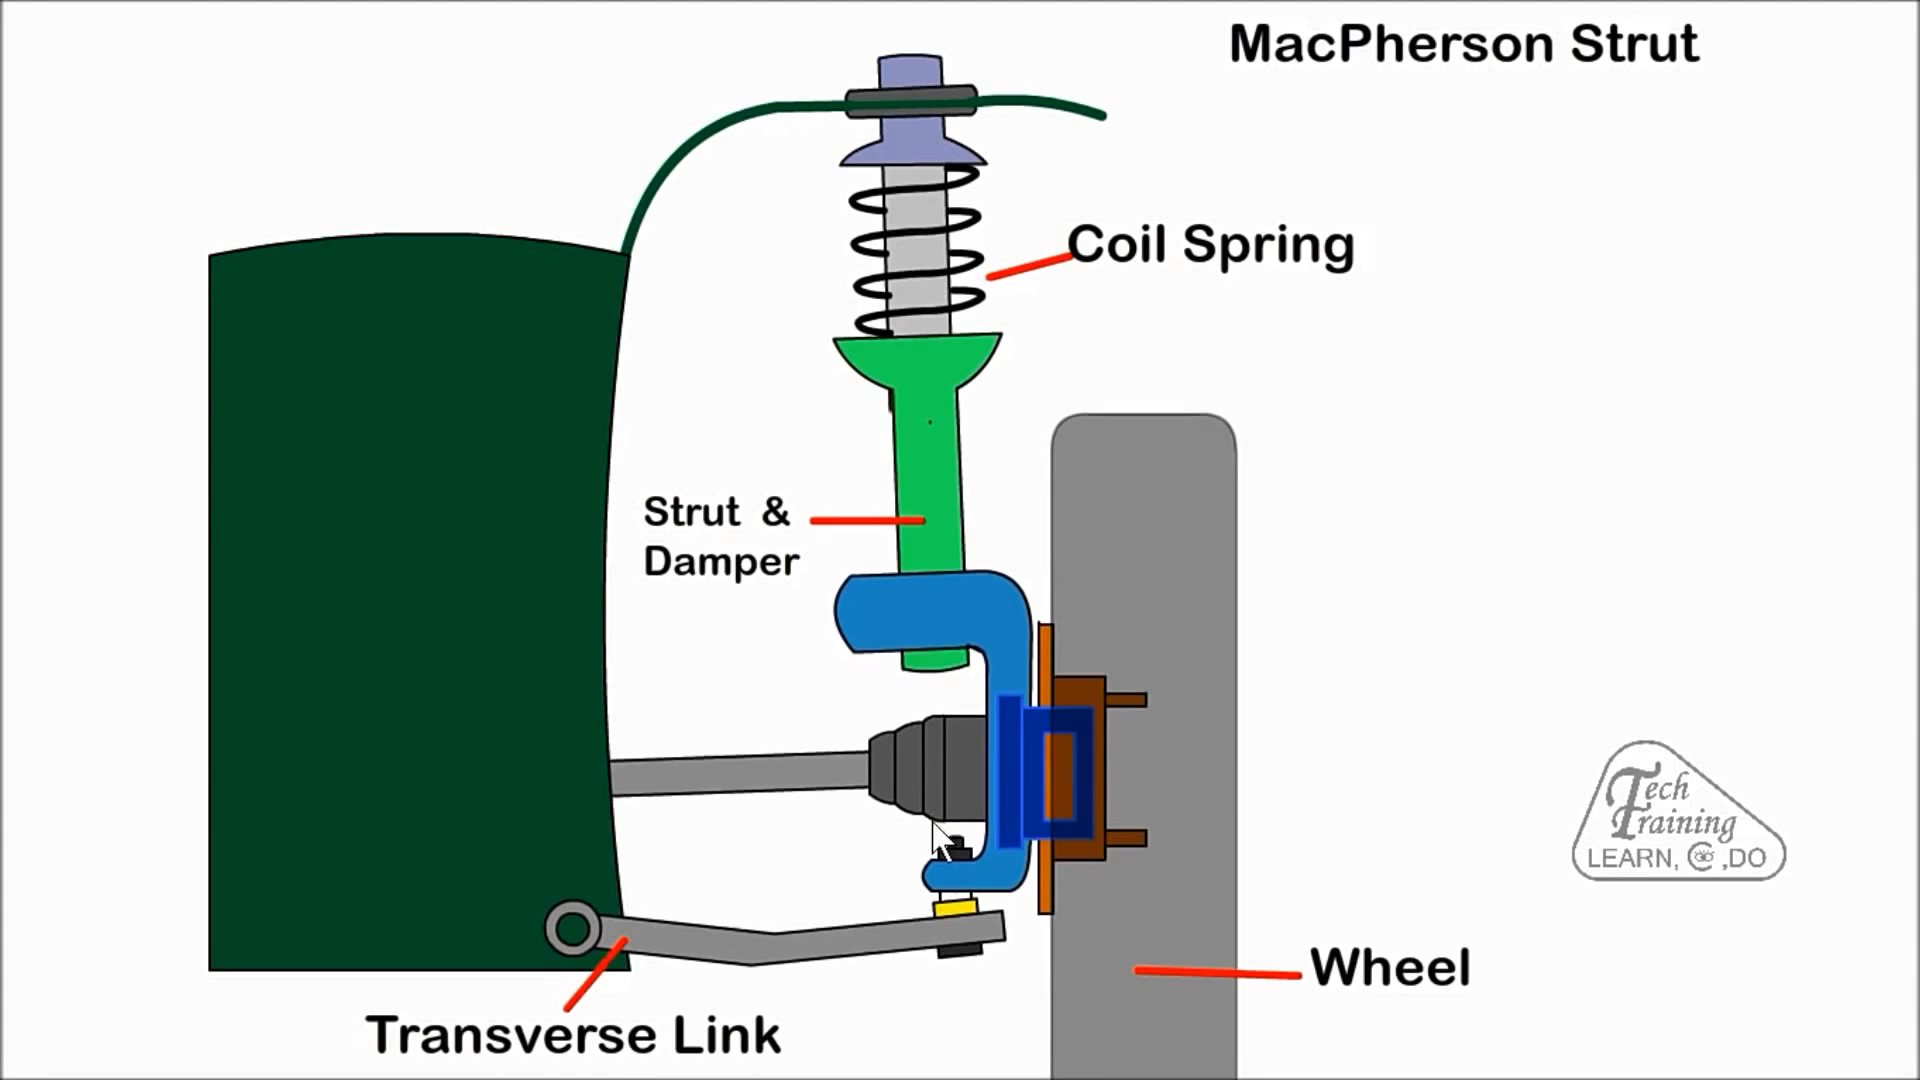 MacPherson Strut
Coil Spring
Strut &
Damper
Tech
Training
LEARN, C ,DO
Wheel
Transverse Link